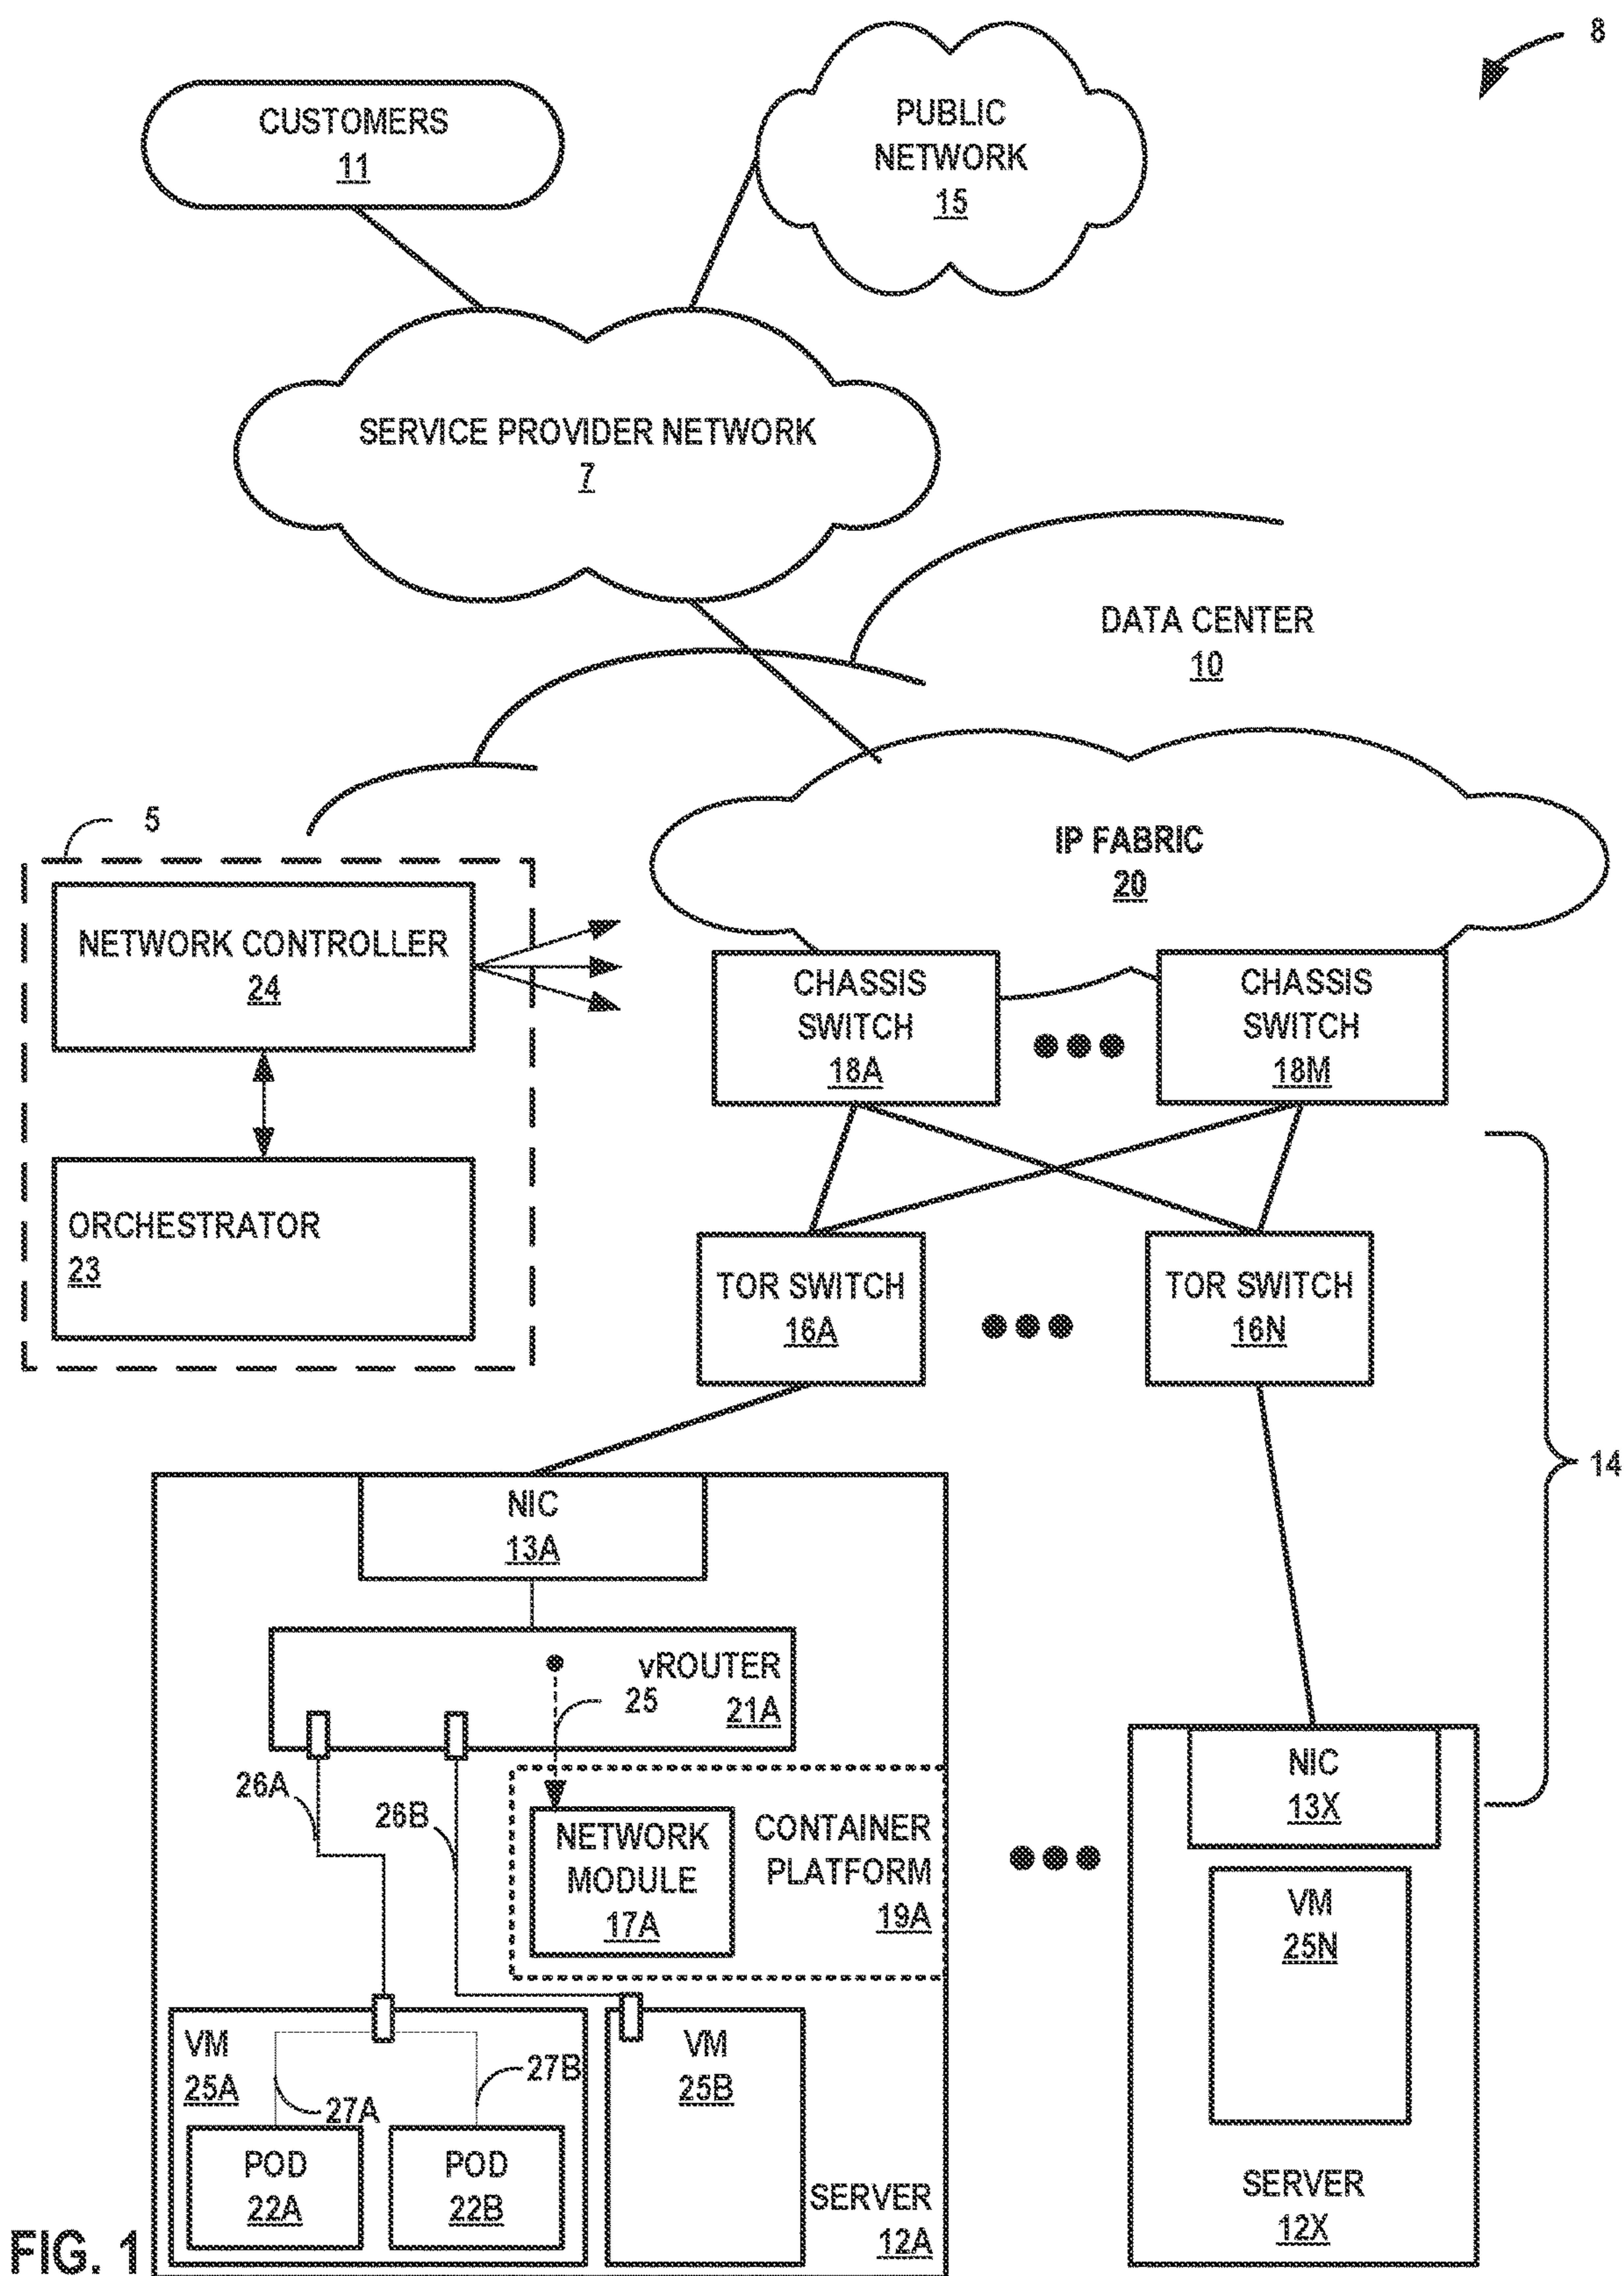 8
CUSTOMERS
11
PUBLIC
NETWORK
15
SERVICE PROVIDER NETWORK
7
DATA CENTER
10
IP FABRIC
20
5
NETWORK CONTROLLER
24
ORCHESTRATOR
23
CHASSIS
SWITCH
18A
CHASSIS
SWITCH
18M
TOR SWITCH
16A
TOR SWITCH
16N
14
NIC
13A
vROUTER
21A
25
26A
26B
NETWORK
MODULE
17A
CONTAINER
PLATFORM
19A
VM
25A
27A
27B
POD
22A
POD
22B
VM
25B
SERVER
12A
NIC
13X
VM
25N
SERVER
12X
FIG. 1